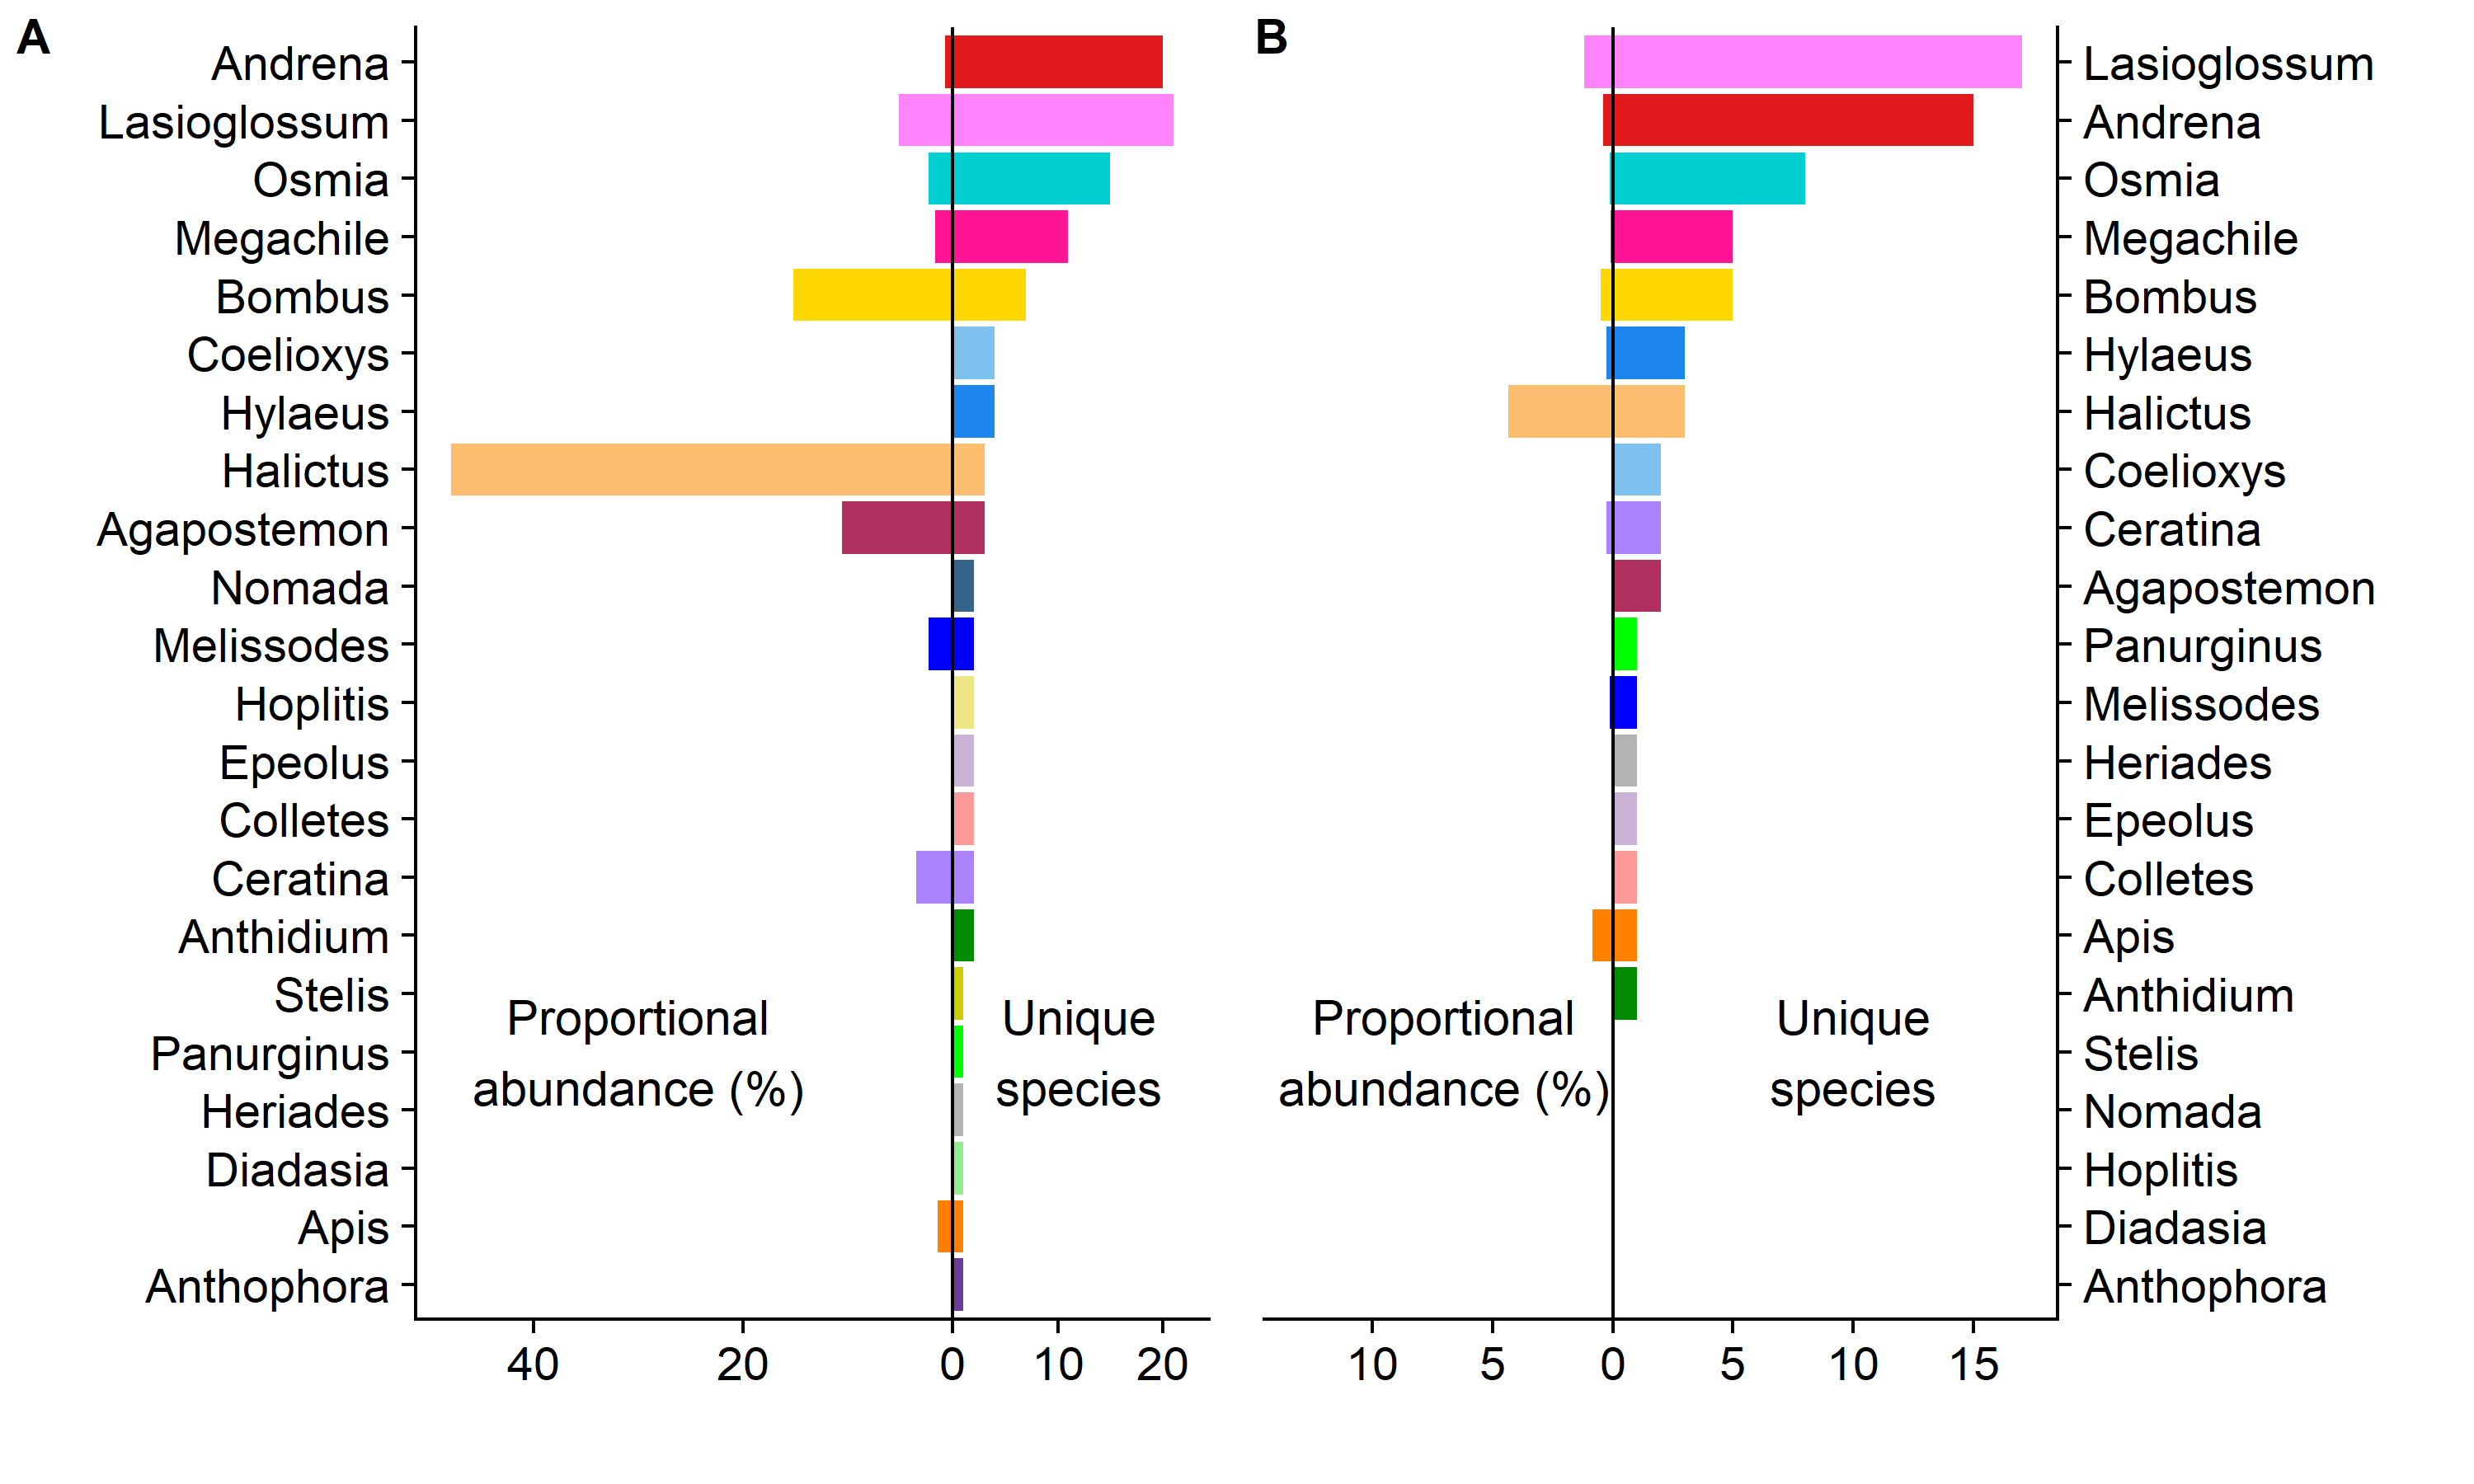 A
Andrena
Lasioglossum
Osmia
Megachile
Bombus
Coelioxys
Hylaeus
Halictus
Agapostemon
Nomada
Melissodes
Hoplitis
Epeolus
Colletes
Ceratina
Anthidium
Stelis
Panurginus
Heriades
Diadasia
Apis
Anthophora
Proportional
abundance (%)
Unique
species
40 20 0 10 20
B
Lasioglossum
Andrena
Osmia
Megachile
Bombus
Hylaeus
Halictus
Coelioxys
Ceratina
Agapostemon
Panurginus
Melissodes
Heriades
Epeolus
Colletes
Apis
Anthidium
Stelis
Nomada
Hoplitis
Diadasia
Anthophora
Proportional
abundance (%)
Unique
species
10 5 0 5 10 15